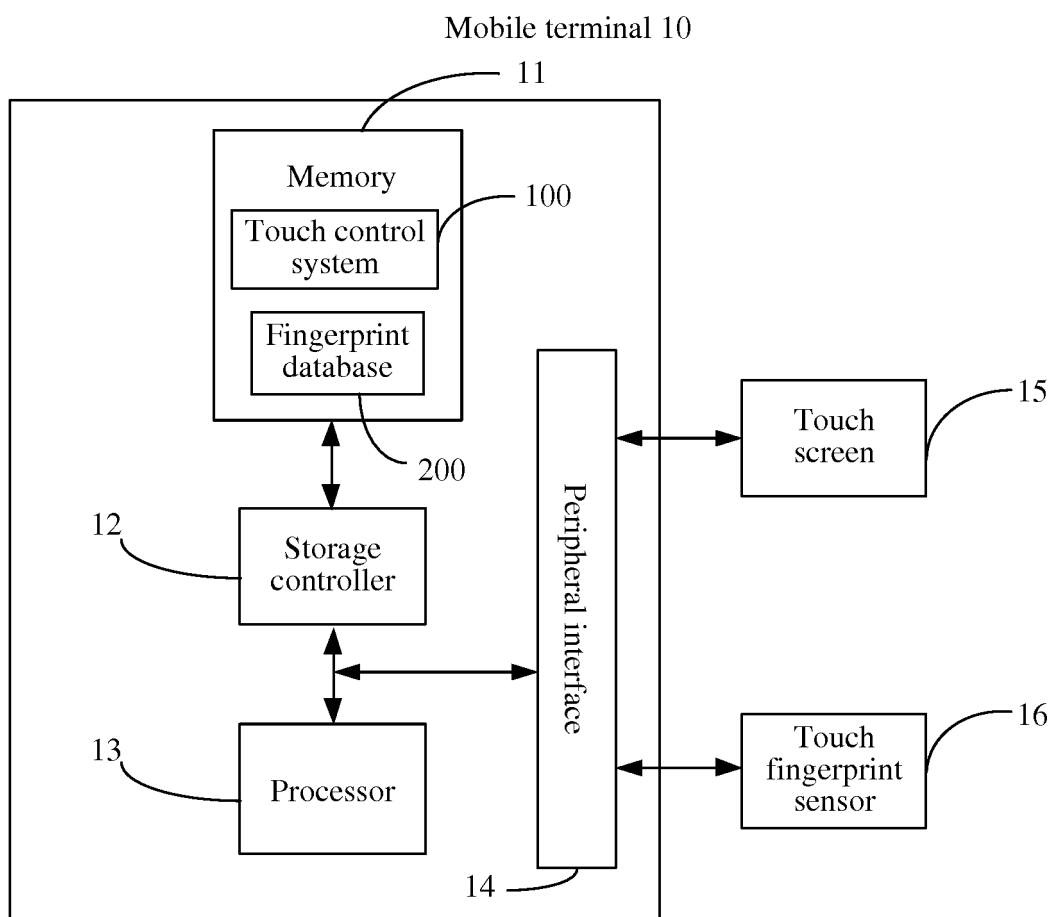 Mobile terminal 10
11
Memory
100
Touch control
system
Fingerprint
database
200
15
Touch
screen
12
Storage
controller
Peripheral interface
13
Processor
16
Touch
fingerprint
sensor
14